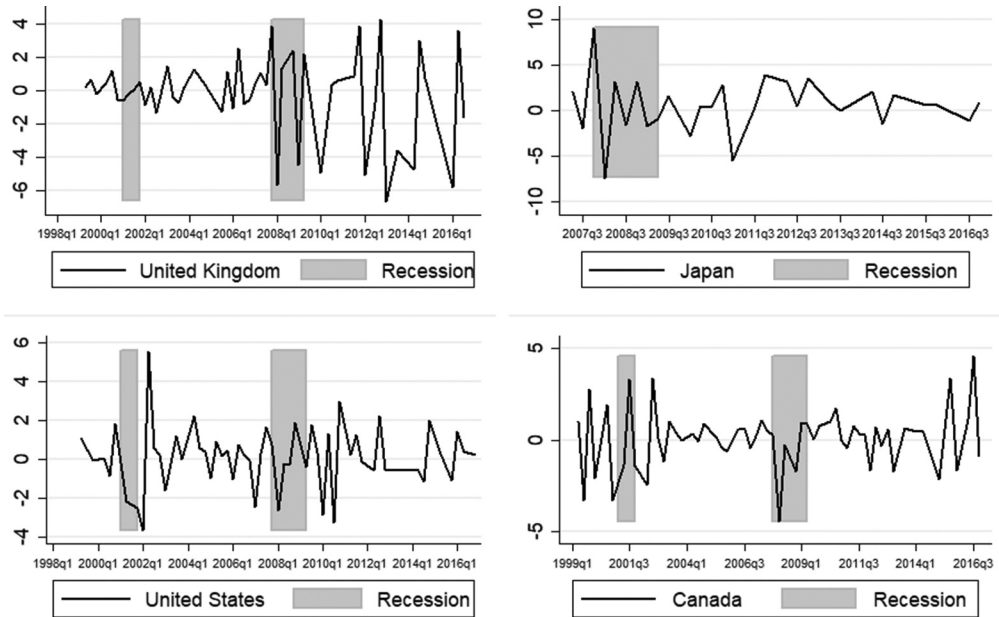 4
2
0
-2
-4
-6
1998q1 2000q1 2002q1 2004q1 2006q1 2008q1 2010q1 2012q1 2014q1 2016q1
United Kingdom Recession
10
5
0
-5
-10
2007q3 2008q3 2009q3 2010q3 2011q3 2012q3 2013q3 2014q3 2015q3 2016q3
Japan Recession
6
4
2
0
-2
-4
1998q1 2000q1 2002q1 2004q1 2006q1 2008q1 2010q1 2012q1 2014q1 2016q1
United States Recession
5
0
-5
1999q1 2001q3 2004q1 2006q3 2009q1 2011q3 2014q1 2016q3
Canada Recession